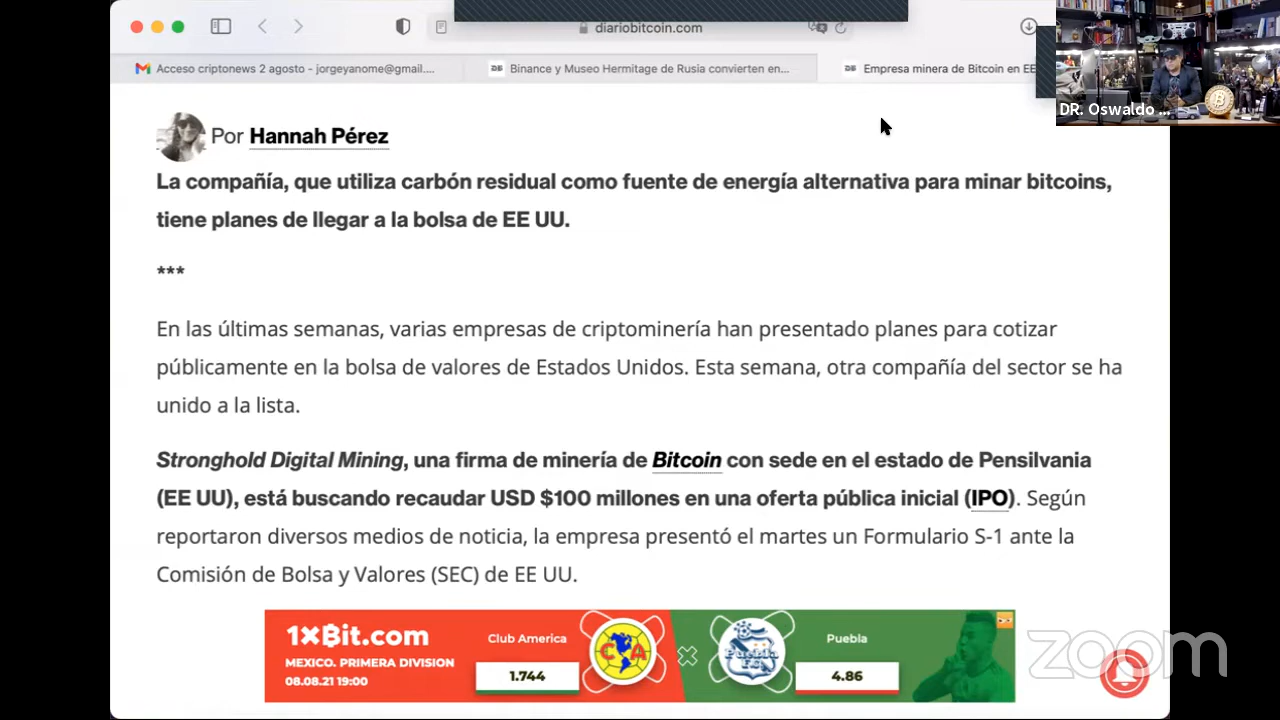 diariobitcoin.com
Acceso criptonews 2 agosto - jorgeyanome@gmail....
Binance y Museo Hermitage de Rusia convierten en...
Empresa minera de Bitcoin en EE
DR. Oswaldo ...
Por Hannah Pérez
La compañía, que utiliza carbón residual como fuente de energía alternativa para minar bitcoins,
tiene planes de llegar a la bolsa de EE UU.
***
En las últimas semanas, varias empresas de criptominería han presentado planes para cotizar
públicamente en la bolsa de valores de Estados Unidos. Esta semana, otra compañía del sector se ha
unido a la lista.
Stronghold Digital Mining, una firma de minería de Bitcoin con sede en el estado de Pensilvania
(EE UU), está buscando recaudar USD $100 millones en una oferta pública inicial (IPO). Según
reportaron diversos medios de noticia, la empresa presentó el martes un Formulario S-1 ante la
Comisión de Bolsa y Valores (SEC) de EE UU.
1×₿it.com
MEXICO. PRIMERA DIVISION
08.08.21 19:00
Club America
1.744
CA
Puebla F.C.
Puebla
4.86
zoom